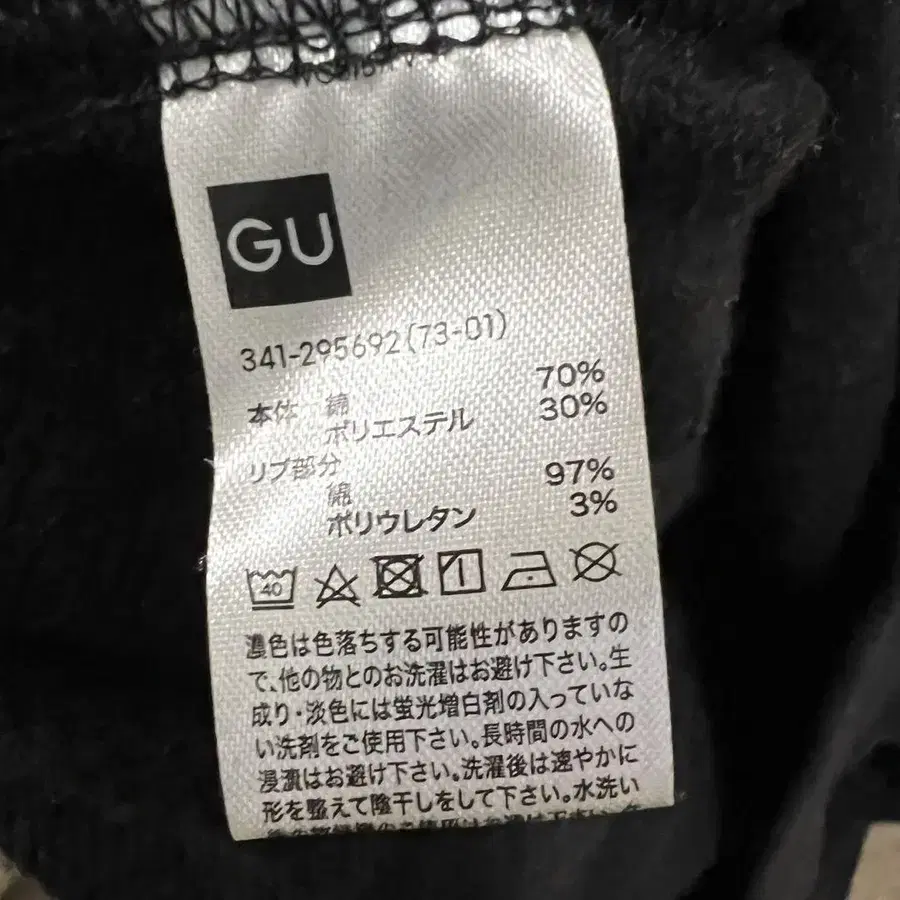 GU
341-295692(73-01)
本体 綿 70%
ポリエステル 30%
リブ部分
綿 97%
ポリウレタン 3%
40
濃色は色落ちする可能性がありますの
で、他の物とのお洗濯はお避け下さい。生
成り・淡色には蛍光増白剤の入っていな
い洗剤をご使用下さい。長時間の水への
浸漬はお避け下さい。洗濯後は速やかに
形を整えて陰干しをして下さい。水洗い